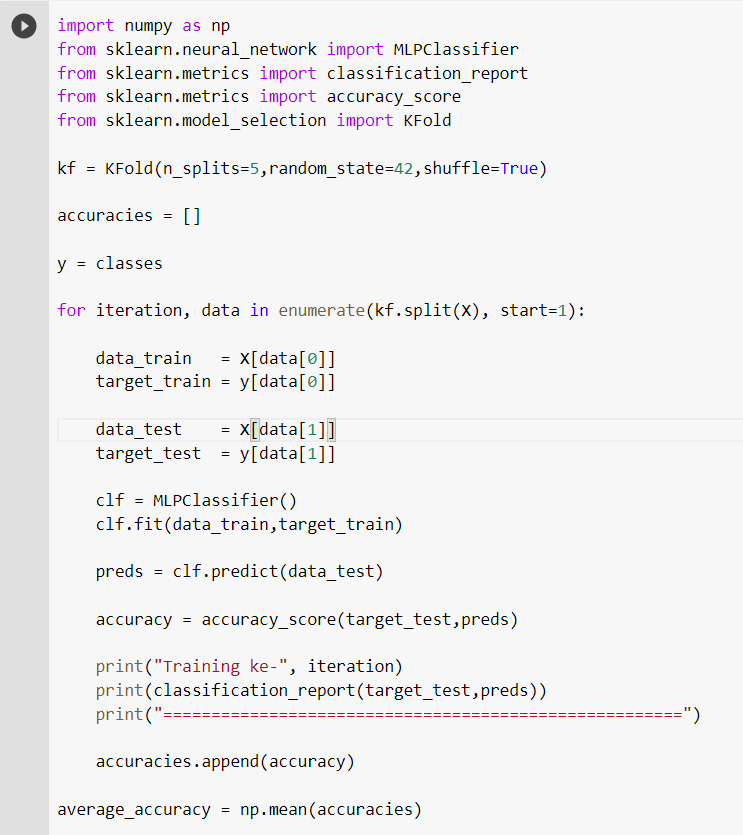 import numpy as np
from sklearn.neural_network import MLPClassifier
from sklearn.metrics import classification_report
from sklearn.metrics import accuracy_score
from sklearn.model_selection import KFold
kf = KFold(n_splits=5,random_state=42,shuffle=True)
accuracies = []
y = classes
for iteration, data in enumerate(kf.split(X), start=1):
    data_train   = X[data[0]]
    target_train = y[data[0]]
    data_test    = X[data[1]]
    target_test  = y[data[1]]
    clf = MLPClassifier()
    clf.fit(data_train,target_train)
    preds = clf.predict(data_test)
    accuracy = accuracy_score(target_test,preds)
    print("Training ke-", iteration)
    print(classification_report(target_test,preds))
    print("======================================================")
    accuracies.append(accuracy)
average_accuracy = np.mean(accuracies)